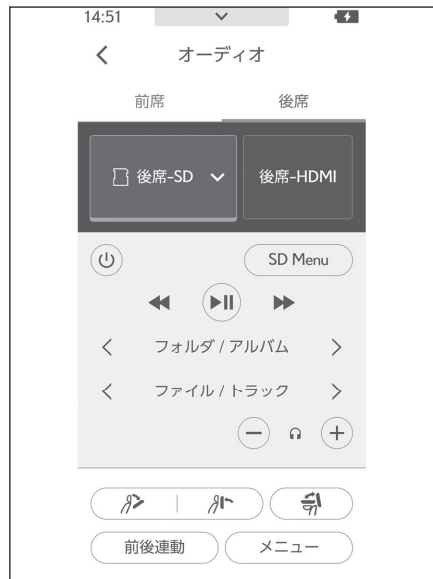 14:51
オーディオ
前席 後席
後席-SD 後席-HDMI
SD Menu
フォルダ / アルバム
ファイル / トラック
前後連動 メニュー